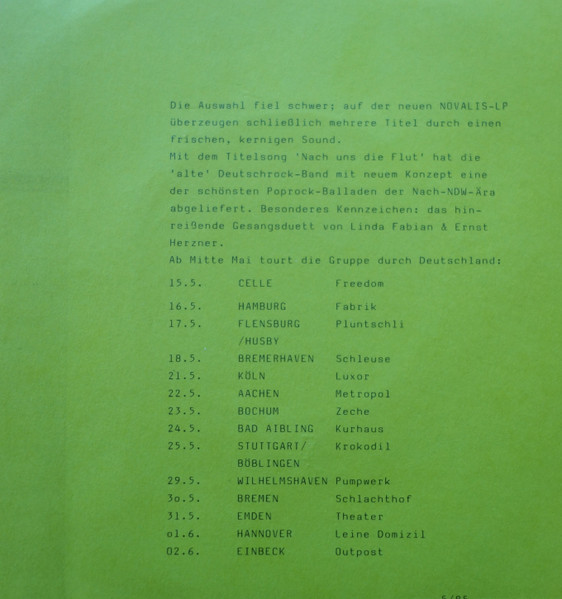 Die Auswahl fiel schwer; auf der neuen NOVALIS-LP
überzeugen schließlich mehrere Titel durch einen
frischen, kernigen Sound.
Mit dem Titelsong 'Nach uns die Flut' hat die
'alte' Deutschrock-Band mit neuem Konzept eine
der schönsten Poprock-Balladen der Nach-NDW-Ära
abgeliefert. Besonderes Kennzeichen: das hin-
reißende Gesangsduett von Linda Fabian & Ernst
Herzner.
Ab Mitte Mai tourt die Gruppe durch Deutschland:
15.5. CELLE Freedom
16.5. HAMBURG Fabrik
17.5. FLENSBURG Pluntschli
/HUSBY
18.5. BREMERHAVEN Schleuse
21.5. KÖLN Luxor
22.5. AACHEN Metropol
23.5. BOCHUM Zeche
24.5. BAD AIBLING Kurhaus
25.5. STUTTGART/ Krokodil
BÖBLINGEN
29.5. WILHELMSHAVEN Pumpwerk
3o.5. BREMEN Schlachthof
31.5. EMDEN Theater
o1.6. HANNOVER Leine Domizil
02.6. EINBECK Outpost